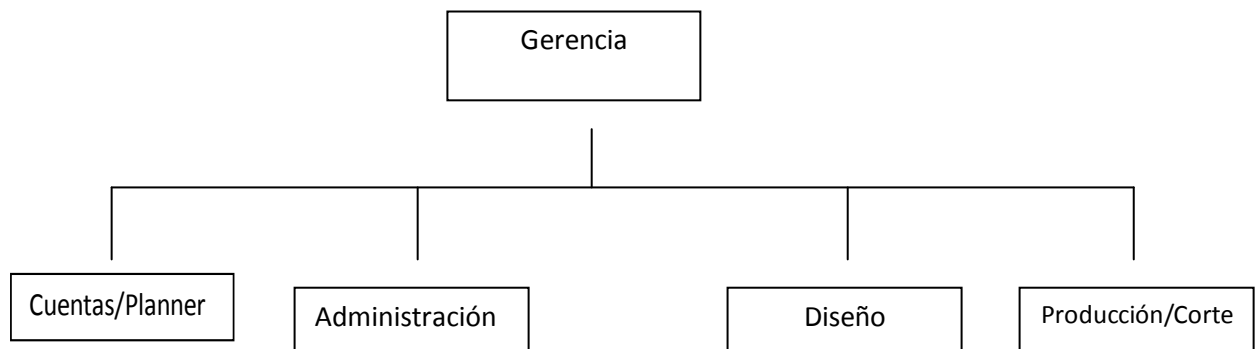 Gerencia
Cuentas/Planner
Administración
Diseño
Producción/Corte